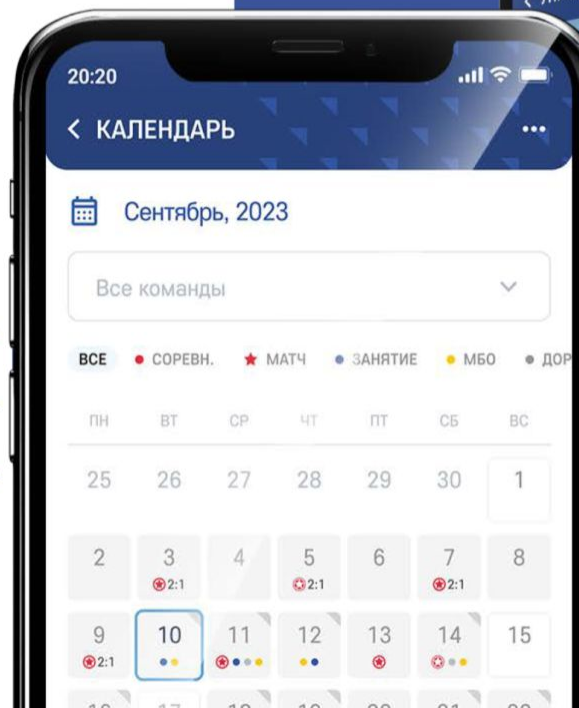 20:20
КАЛЕНДАРЬ
Сентябрь, 2023
Все команды
ВСЕ СОРЕВН. МАТЧ ЗАНЯТИЕ МБО ДОР
ПН ВТ СР ЧТ ПТ СБ ВС
25 26 27 28 29 30 1
2 3 4 5 6 7 8
2:1 2:1 2:1
9 10 11 12 13 14 15
2:1